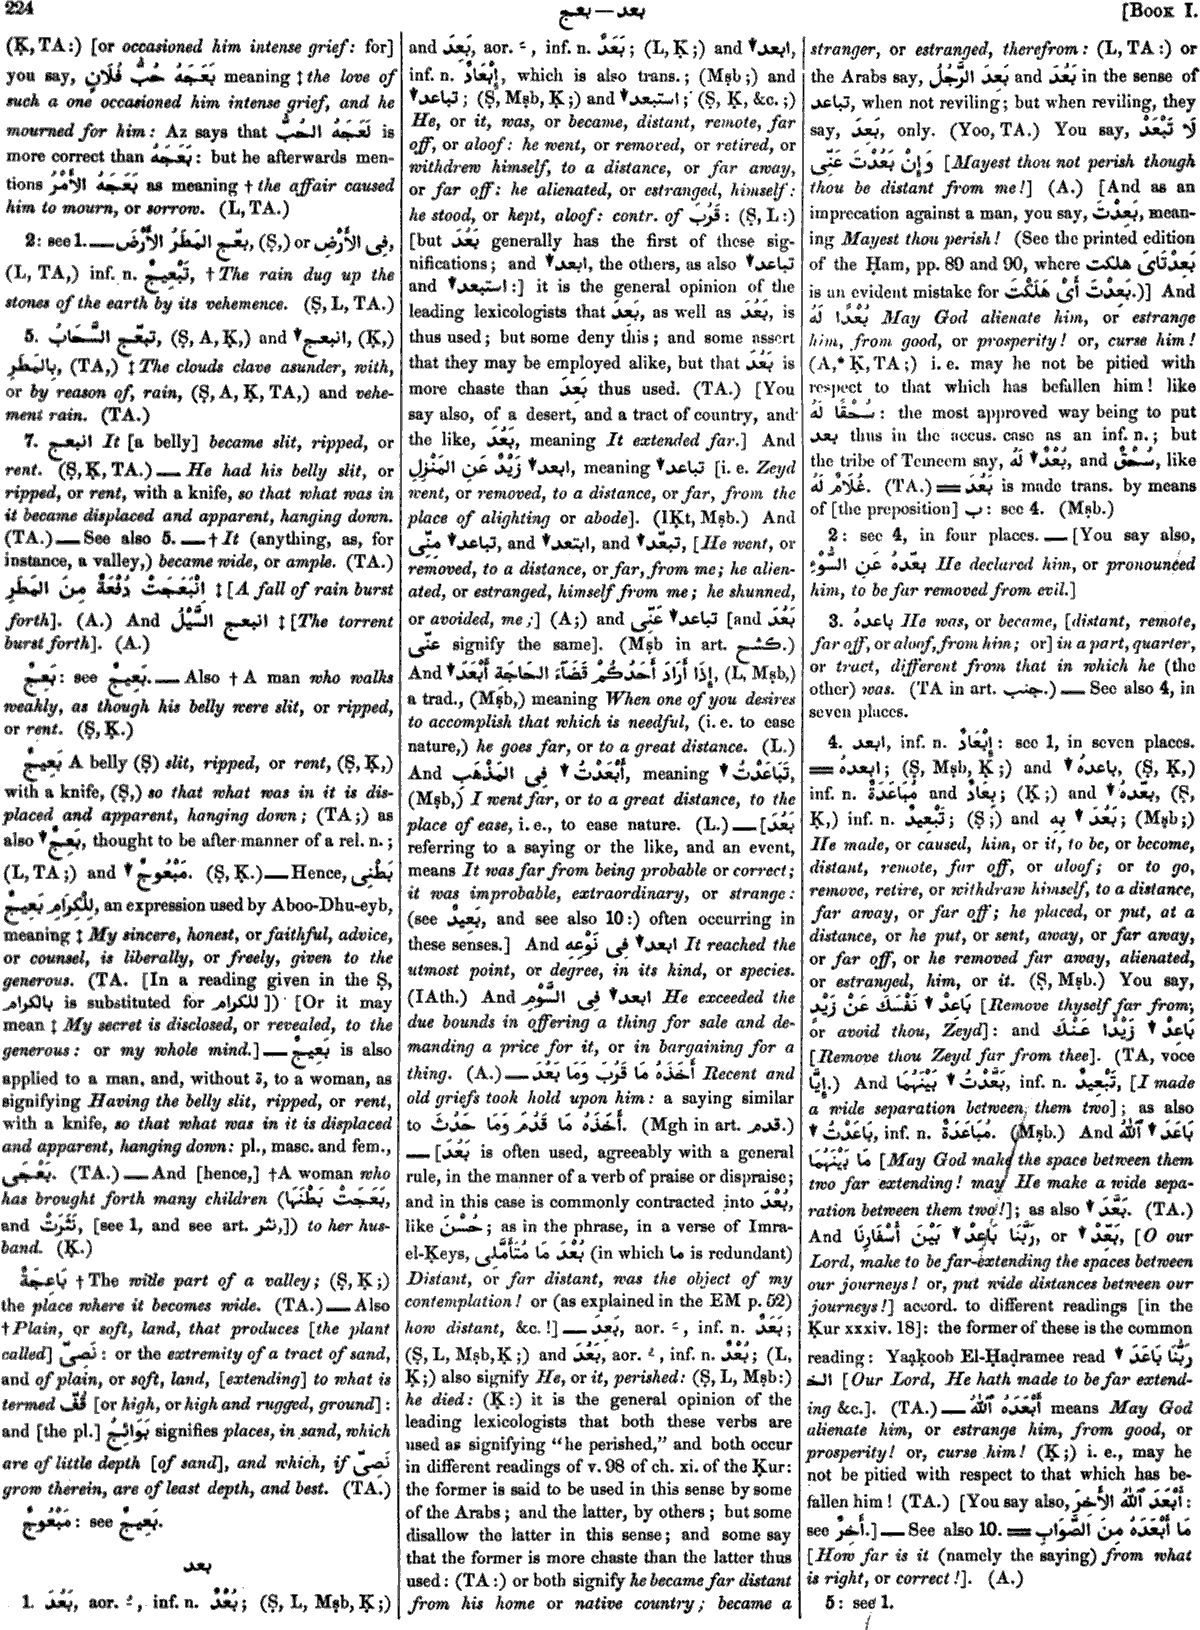 224
بعج — بعد
[Book I.
(Ḳ, TA:) [or occasioned him intense grief: for]
you say, بَعَجَهُ حُبُّ فُلَانٍ meaning ‡ the love of
such a one occasioned him intense grief, and he
mourned for him: Az says that لَعَجَهُ الحُبُّ is
more correct than بَعَجَهُ: but he afterwards men-
tions بَعَجَهُ الأَمْرُ as meaning † the affair caused
him to mourn, or sorrow. (L, TA.)
2: see 1. — بعّج المَطَرُ الأَرْضَ, (Ṣ,) or فِى الأَرْضِ,
(L, TA,) inf. n. تَبْعِيجٌ, † The rain dug up the
stones of the earth by its vehemence. (Ṣ, L, TA.)
5. تبعّج السَّحَابُ, (Ṣ, A, Ḳ,) and ▼ انبعج, (Ḳ,)
بِالمَطَرِ, (TA,) ‡ The clouds clave asunder, with,
or by reason of, rain, (Ṣ, A, Ḳ, TA,) and vehe-
ment rain. (TA.)
7. انبعج It [a belly] became slit, ripped, or
rent. (Ṣ, Ḳ, TA.) — He had his belly slit, or
ripped, or rent, with a knife, so that what was in
it became displaced and apparent, hanging down.
(TA.) — See also 5. — † It (anything, as, for
instance, a valley,) became wide, or ample. (TA.)
اِنْبَعَجَتْ دُفْعَةٌ مِنَ المَطَرِ ‡ [A fall of rain burst
forth]. (A.) And انبعج السَّيْلُ ‡ [The torrent
burst forth]. (A.)
بَعِجٌ: see بَعِيجٌ. — Also † A man who walks
weakly, as though his belly were slit, or ripped,
or rent. (Ṣ, Ḳ.)
بَعِيجٌ A belly (Ṣ) slit, ripped, or rent, (Ṣ, Ḳ,)
with a knife, (Ṣ,) so that what was in it is dis-
placed and apparent, hanging down; (TA;) as
also ▼ بَعِجٌ, thought to be after manner of a rel. n.;
(L, TA;) and ▼ مَبْعُوجٌ. (Ṣ, Ḳ.) — Hence, بَطْنِى
لِلْكِرَامِ بَعِيجٌ, an expression used by Aboo-Dhu-eyb,
meaning ‡ My sincere, honest, or faithful, advice,
or counsel, is liberally, or freely, given to the
generous. (TA. [In a reading given in the Ṣ,
بالكرام is substituted for للكرام]) [Or it may
mean ‡ My secret is disclosed, or revealed, to the
generous: or my whole mind.] — بَعِيجٌ is also
applied to a man, and, without ة, to a woman, as
signifying Having the belly slit, ripped, or rent,
with a knife, so that what was in it is displaced
and apparent, hanging down: pl., masc. and fem.,
بَعْجَى. (TA.) — And [hence,] † A woman who
has brought forth many children (بَعَجَتْ بَطْنَهَا,
and نَثَرَتْ, [see 1, and see art. نثر,]) to her hus-
band. (Ḳ.)
بَاعِجَةٌ † The wide part of a valley; (Ṣ, Ḳ;)
the place where it becomes wide. (TA.) — Also
† Plain, or soft, land, that produces [the plant
called] نَصِىّ: or the extremity of a tract of sand,
and of plain, or soft, land, [extending] to what is
termed قُفّ [or high, or high and rugged, ground]:
and [the pl.] بَوَائِجُ signifies places, in sand, which
are of little depth [of sand], and which, if نَصِىّ
grow therein, are of least depth, and best. (TA.)
مَبْعُوجٌ: see بَعِيجٌ.
بعد
1. بَعُدَ, aor. ـُ, inf. n. بُعْدٌ; (Ṣ, L, Mṣb, Ḳ;)
and بَعِدَ, aor. ـَ, inf. n. بَعَدٌ; (L, Ḳ;) and ▼ ابعد,
inf. n. إِبْعَادٌ, which is also trans.; (Mṣb;) and
▼ تباعد; (Ṣ, Mṣb, Ḳ;) and ▼ استبعد; (Ṣ, Ḳ, &c.;)
He, or it, was, or became, distant, remote, far
off, or aloof: he went, or removed, or retired, or
withdrew himself, to a distance, or far away,
or far off: he alienated, or estranged, himself:
he stood, or kept, aloof: contr. of قَرُبَ: (Ṣ, L:)
[but بَعُدَ generally has the first of these sig-
nifications; and ▼ ابعد, the others, as also ▼ تباعد
and ▼ استبعد:] it is the general opinion of the
leading lexicologists that بَعِدَ, as well as بَعُدَ, is
thus used; but some deny this; and some assert
that they may be employed alike, but that بَعُدَ is
more chaste than بَعِدَ thus used. (TA.) [You
say also, of a desert, and a tract of country, and
the like, بَعُدَ, meaning It extended far.] And
▼ ابعد زَيْدٌ عَنِ المَنْزِلِ, meaning ▼ تباعد [i. e. Zeyd
went, or removed, to a distance, or far, from the
place of alighting or abode]. (IḲṭ, Mṣb.) And
▼ تباعد مِنِّى, and ▼ ابتعد, and ▼ تبعّد, [He went, or
removed, to a distance, or far, from me; he alien-
ated, or estranged, himself from me; he shunned,
or avoided, me;] (A;) and ▼ تباعد عَنِّى [and بَعُدَ
عَنِّى signify the same]. (Mṣb in art. كشح.)
And إِذَا أَرَادَ أَحَدُكُمْ قَضَآءَ الحَاجَةِ أَبْعَدَ ▼, (L, Mṣb,)
a trad., (Mṣb,) meaning When one of you desires
to accomplish that which is needful, (i. e. to ease
nature,) he goes far, or to a great distance. (L.)
And أَبْعَدْتُ ▼ فِى المَذْهَبِ, meaning ▼ تَبَاعَدْتُ,
(Mṣb,) I went far, or to a great distance, to the
place of ease, i. e., to ease nature. (L.) — [بَعُدَ
referring to a saying or the like, and an event,
means It was far from being probable or correct;
it was improbable, extraordinary, or strange:
(see بَعِيدٌ, and see also 10:) often occurring in
these senses.] And ابعد ▼ فى نَوْعِهِ It reached the
utmost point, or degree, in its kind, or species.
(IAth.) And ابعد ▼ فِى السَّوْمِ He exceeded the
due bounds in offering a thing for sale and de-
manding a price for it, or in bargaining for a
thing. (A.) — أَخَذَهُ مَا قَرُبَ وَمَا بَعُدَ Recent and
old griefs took hold upon him: a saying similar
to أَخَذَهُ مَا قَدُمَ وَمَا حَدُثَ. (Mgh in art. قدم.)
— [بَعُدَ is often used, agreeably with a general
rule, in the manner of a verb of praise or dispraise;
and in this case is commonly contracted into بُعْدَ,
like حُسْنَ; as in the phrase, in a verse of Imra-
el-Ḳeys, بُعْدَ مَا مُتَأَمَّلِى (in which ما is redundant)
Distant, or far distant, was the object of my
contemplation! or (as explained in the EM p. 52)
how distant, &c.!] — بَعِدَ, aor. ـَ, inf. n. بَعَدٌ;
(Ṣ, L, Mṣb, Ḳ;) and بَعُدَ, aor. ـُ, inf. n. بُعْدٌ; (L,
Ḳ;) also signify He, or it, perished: (Ṣ, L, Mṣb:)
he died: (Ḳ:) it is the general opinion of the
leading lexicologists that both these verbs are
used as signifying “he perished,” and both occur
in different readings of v. 98 of ch. xi. of the Ḳur:
the former is said to be used in this sense by some
of the Arabs; and the latter, by others; but some
disallow the latter in this sense; and some say
that the former is more chaste than the latter thus
used: (TA:) or both signify he became far distant
from his home or native country; became a
stranger, or estranged, therefrom: (L, TA:) or
the Arabs say, بَعِدَ الرَّجُلُ and بَعُدَ in the sense of
تباعد, when not reviling; but when reviling, they
say, بَعِدَ, only. (Yoo, TA.) You say, لَا تَبْعَدْ
وَإِنْ بَعُدْتَ عَنِّى [Mayest thou not perish though
thou be distant from me!] (A.) [And as an
imprecation against a man, you say, بَعِدْتَ, mean-
ing Mayest thou perish! (See the printed edition
of the Ḥam, pp. 89 and 90, where بَعِدْتَاَىْ هلكت
is an evident mistake for بَعِدْتَ أَىْ هَلَكْتَ.)] And
بُعْدًا لَهُ May God alienate him, or estrange
him, from good, or prosperity! or, curse him!
(A,* Ḳ, TA;) i. e. may he not be pitied with
respect to that which has befallen him! like
سُحْقًا لَهُ: the most approved way being to put
بعد thus in the accus. case as an inf. n.; but
the tribe of Temeem say, بُعْدٌ ▼ لَهُ, and سُحْقٌ, like
غُلَامٌ لَهُ. (TA.) ═ بَعُدَ is made trans. by means
of [the preposition] ب: see 4. (Mṣb.)
2: see 4, in four places. — [You say also,
بعّدهُ عَنِ السُّوْءِ He declared him, or pronounced
him, to be far removed from evil.]
3. باعدهُ He was, or became, [distant, remote,
far off, or aloof, from him; or] in a part, quarter,
or tract, different from that in which he (the
other) was. (TA in art. جنب.) — See also 4, in
seven places.
4. ابعد, inf. n. إِبْعَادٌ: see 1, in seven places.
═ ابعدهُ; (Ṣ, Mṣb, Ḳ;) and ▼ باعدهُ, (Ṣ, Ḳ,)
inf. n. مُبَاعَدَةٌ and بِعَادٌ; (Ḳ;) and ▼ بعّدهُ, (Ṣ,
Ḳ,) inf. n. تَبْعِيدٌ; (Ṣ;) and بَعُدَ ▼ بِهِ; (Mṣb;)
He made, or caused, him, or it, to be, or become,
distant, remote, far off, or aloof; or to go,
remove, retire, or withdraw himself, to a distance,
far away, or far off; he placed, or put, at a
distance, or he put, or sent, away, or far away,
or far off, or he removed far away, alienated,
or estranged, him, or it. (Ṣ, Mṣb.) You say,
بَاعِدْ ▼ نَفْسَكَ عَنْ زَيْدٍ [Remove thyself far from,
or avoid thou, Zeyd]: and بَاعِدْ ▼ زَيْدًا عَنْكَ
[Remove thou Zeyd far from thee]. (TA, voce
إِيَّا.) And بَعَّدْتُ ▼ بَيْنَهُمَا, inf. n. تَبْعِيدٌ, [I made
a wide separation between them two]; as also
▼ بَاعَدْتُ, inf. n. مُبَاعَدَةٌ. (Mṣb.) And بَاعَدَ ▼ ٱللّٰهُ
مَا بَيْنَهُمَا [May God make the space between them
two far extending! may He make a wide sepa-
ration between them two!]; as also ▼ بَعَّدَ. (TA.)
And رَبَّنَا بَاعِدْ ▼ بَيْنَ أَسْفَارِنَا, or ▼ بَعِّدْ, [O our
Lord, make to be far-extending the spaces between
our journeys! or, put wide distances between our
journeys!] accord. to different readings [in the
Ḳur xxxiv. 18]: the former of these is the common
reading: Yaạḳoob El-Ḥaḍramee read ▼ رَبُّنَا بَاعَدَ
الخ [Our Lord, He hath made to be far extend-
ing &c.]. (TA.) — أَبْعَدَهُ ٱللّٰهُ means May God
alienate him, or estrange him, from good, or
prosperity! or, curse him! (Ḳ;) i. e., may he
not be pitied with respect to that which has be-
fallen him! (TA.) [You say also, أَبْعَدَ ٱللّٰهُ الأَخِرَ:
see أَخِرٌ.] — See also 10. ═ مَا أَبْعَدَهُ مِنَ الصَّوَابِ
[How far is it (namely the saying) from what
is right, or correct!]. (A.)
5: see 1.